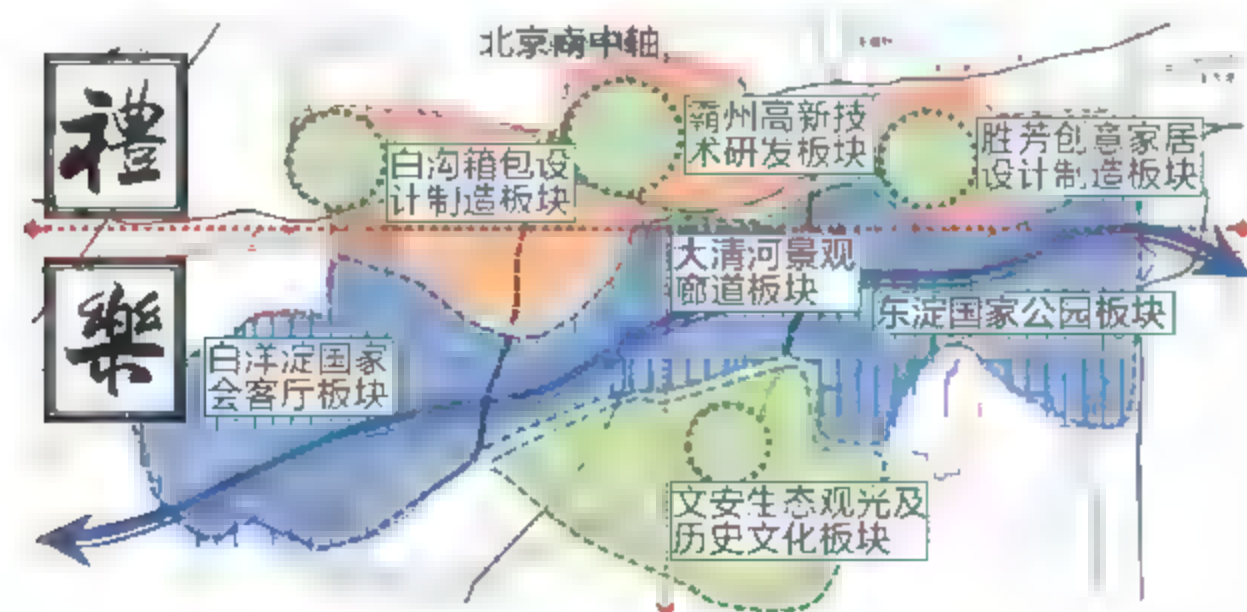 北京南中轴
禮
霸州高新技
术研发板块
胜芳创意家居
设计制造板块
白沟箱包设
计制造板块
大清河景观
廊道板块
樂
东淀国家公园板块
白洋淀国家
会客厅板块
文安生态观光及
历史文化板块